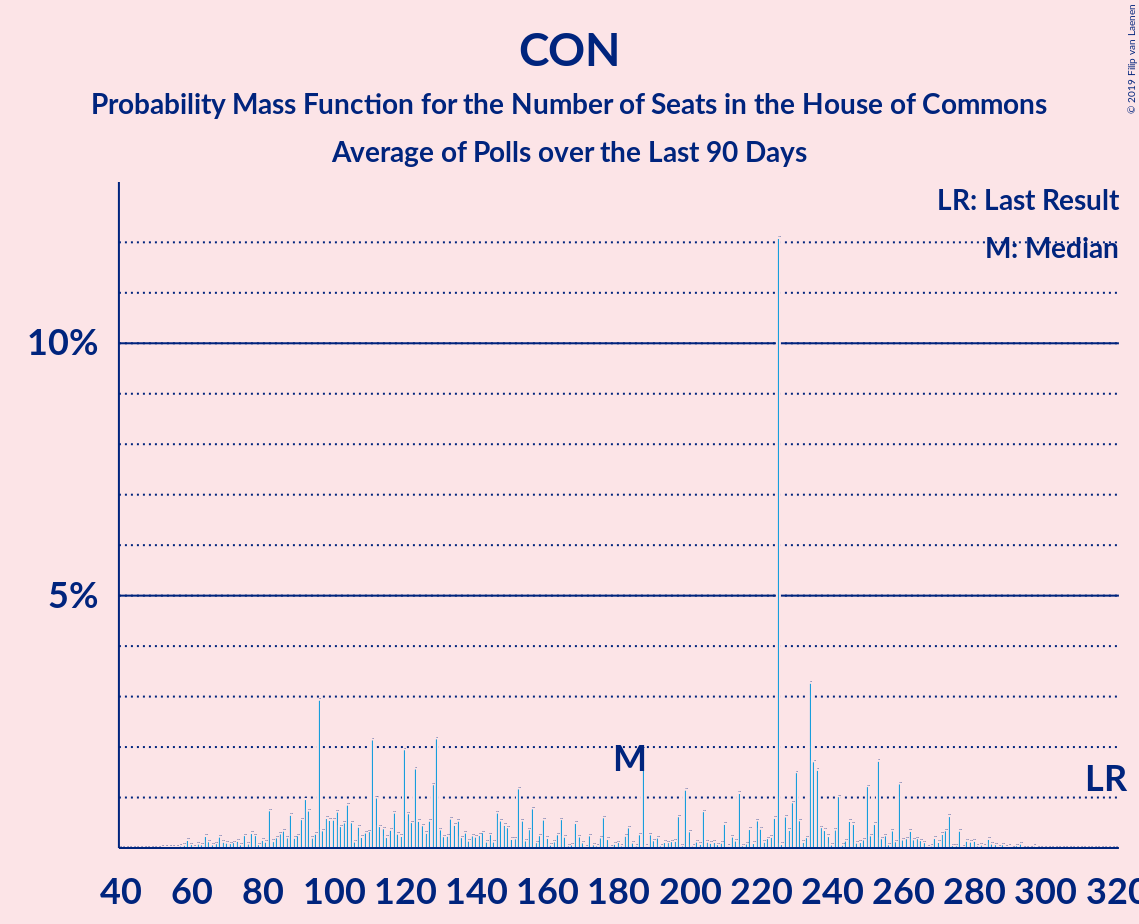 CON
Probability Mass Function for the Number of Seats in the House of Commons
Average of Polls over the Last 90 Days
© 2019 Filip van Laenen
LR: Last Result
M: Median
10%
5%
M
LR
40 60 80 100 120 140 160 180 200 220 240 260 280 300 320